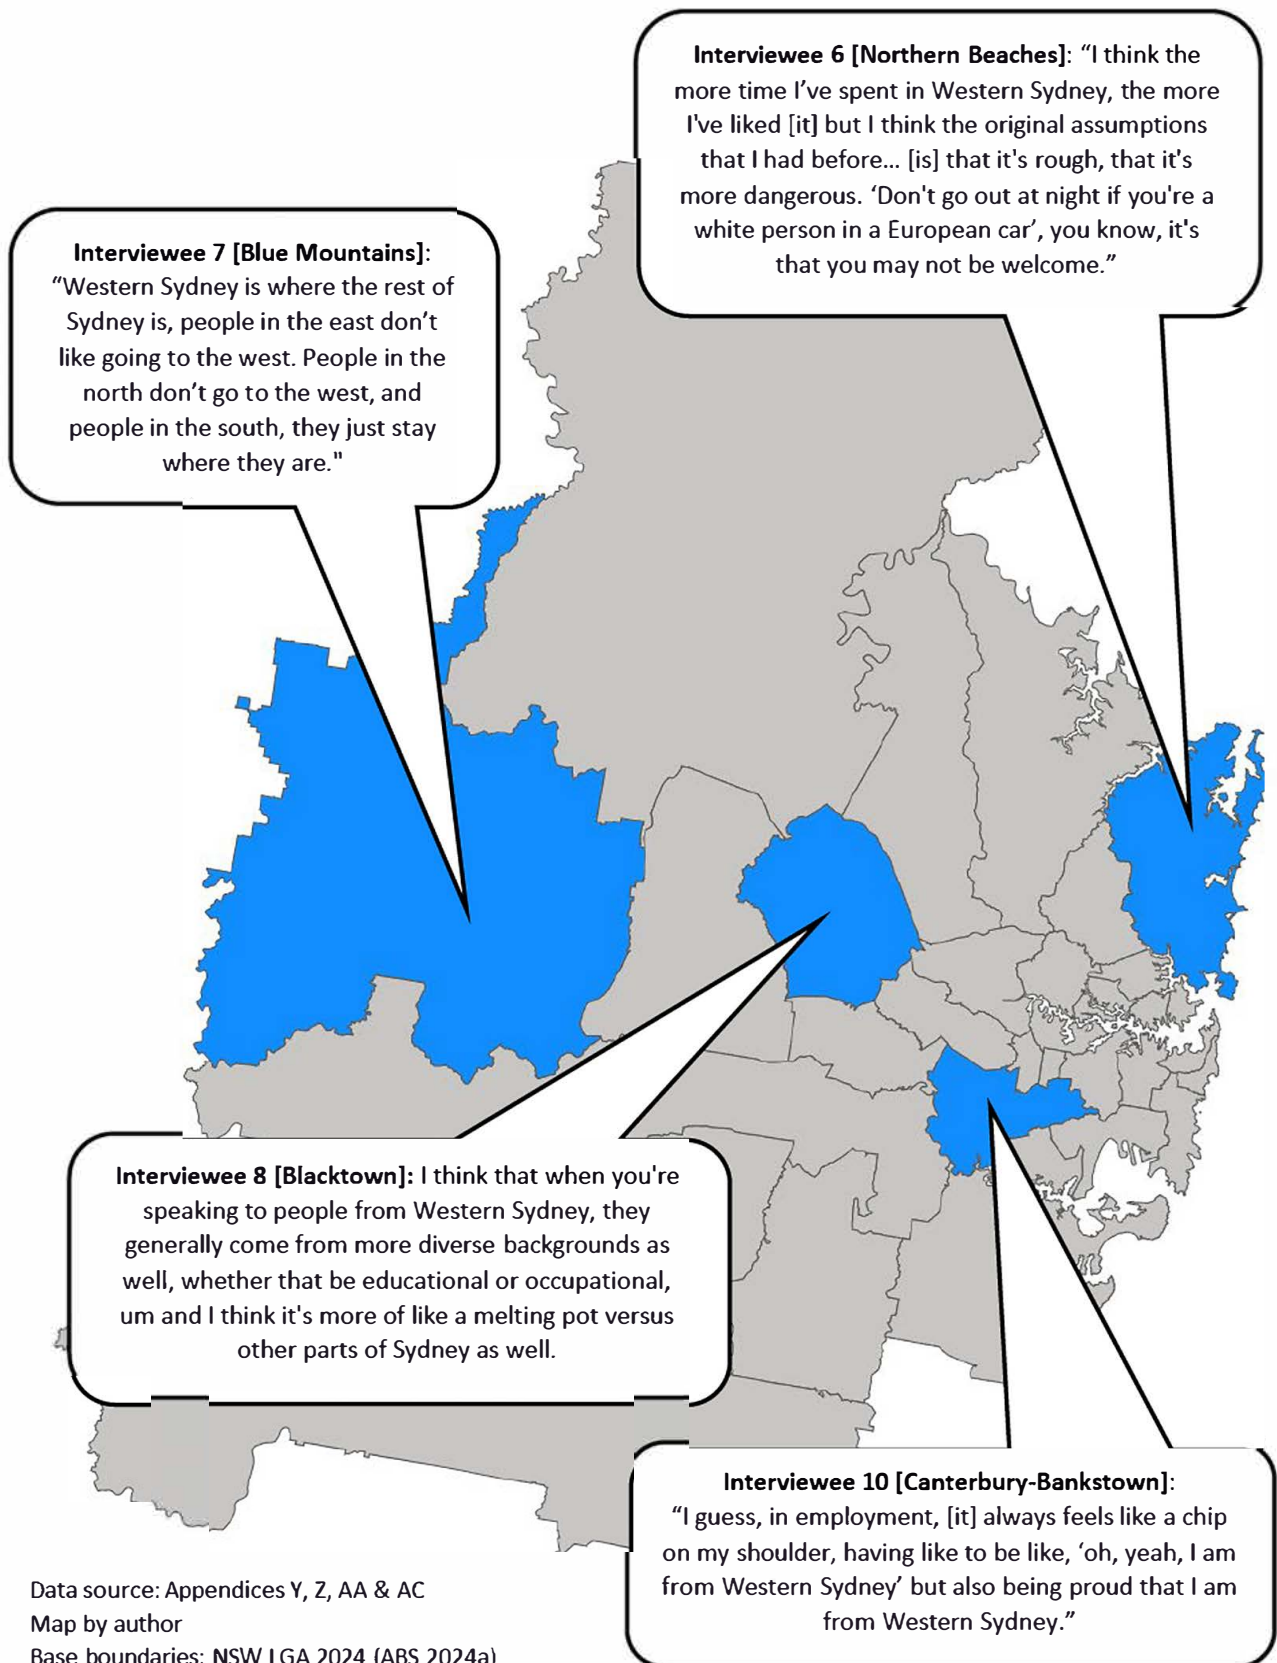 Interviewee 6 [Northern Beaches]: “I think the
more time I’ve spent in Western Sydney, the more
I've liked [it] but I think the original assumptions
that I had before... [is] that it's rough, that it's
more dangerous. ‘Don't go out at night if you're a
white person in a European car’, you know, it's
that you may not be welcome.”
Interviewee 7 [Blue Mountains]:
“Western Sydney is where the rest of
Sydney is, people in the east don’t
like going to the west. People in the
north don’t go to the west, and
people in the south, they just stay
where they are."
Interviewee 8 [Blacktown]: I think that when you're
speaking to people from Western Sydney, they
generally come from more diverse backgrounds as
well, whether that be educational or occupational,
um and I think it's more of like a melting pot versus
other parts of Sydney as well.
Interviewee 10 [Canterbury-Bankstown]:
“I guess, in employment, [it] always feels like a chip
on my shoulder, having like to be like, ‘oh, yeah, I am
from Western Sydney’ but also being proud that I am
from Western Sydney.”
Data source: Appendices Y, Z, AA & AC
Map by author
Base boundaries: NSW LGA 2024 (ABS 2024a)